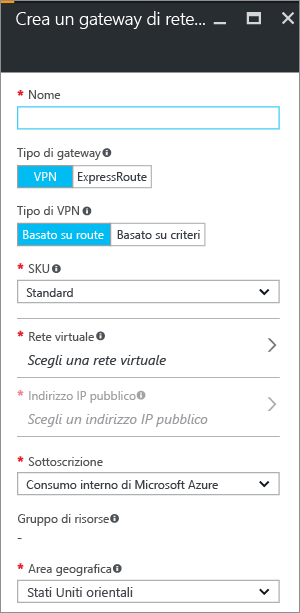 Crea un gateway di rete...
* Nome
Tipo di gateway
VPN ExpressRoute
Tipo di VPN
Basato su route Basato su criteri
* SKU
Standard
* Rete virtuale
Scegli una rete virtuale
* Indirizzo IP pubblico
Scegli un indirizzo IP pubblico
* Sottoscrizione
Consumo interno di Microsoft Azure
Gruppo di risorse
-
* Area geografica
Stati Uniti orientali